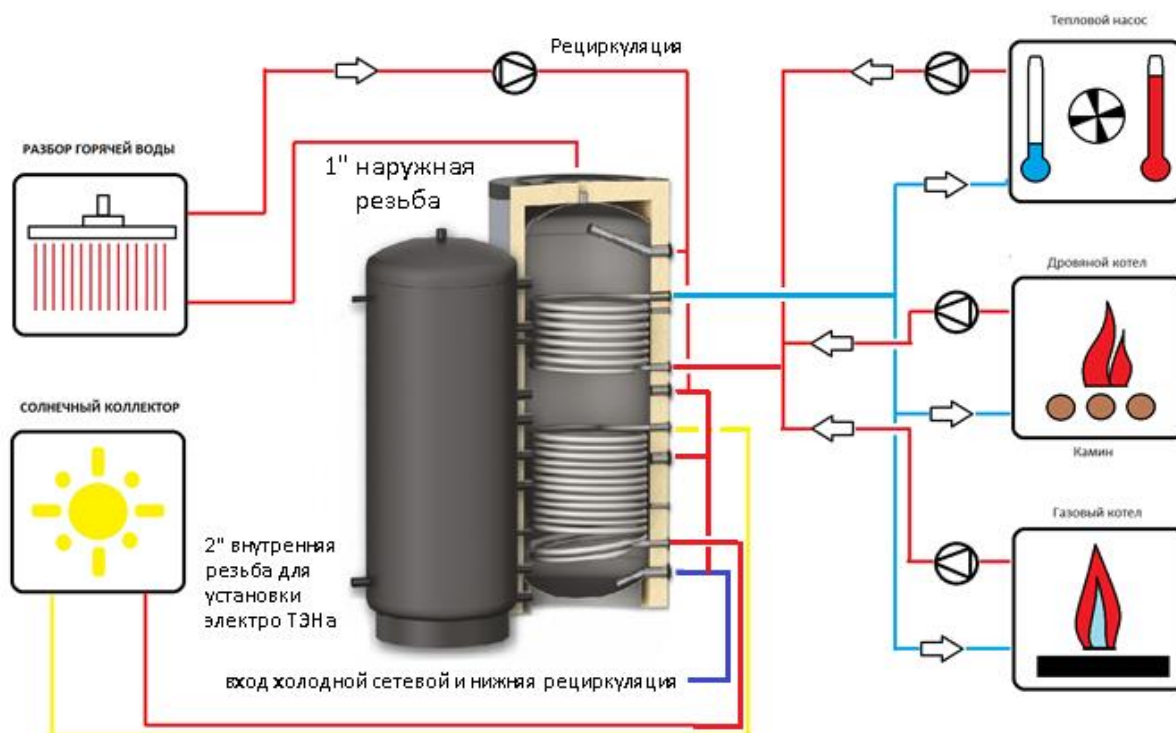 Тепловой насос
Рециркуляция
РАЗБОР ГОРЯЧЕЙ ВОДЫ
1" наружная
резьба
Дровяной котел
СОЛНЕЧНЫЙ КОЛЛЕКТОР
Камин
Газовый котел
2" внутренняя
резьба для
установки
электро ТЭНа
вход холодной сетевой и нижняя рециркуляция